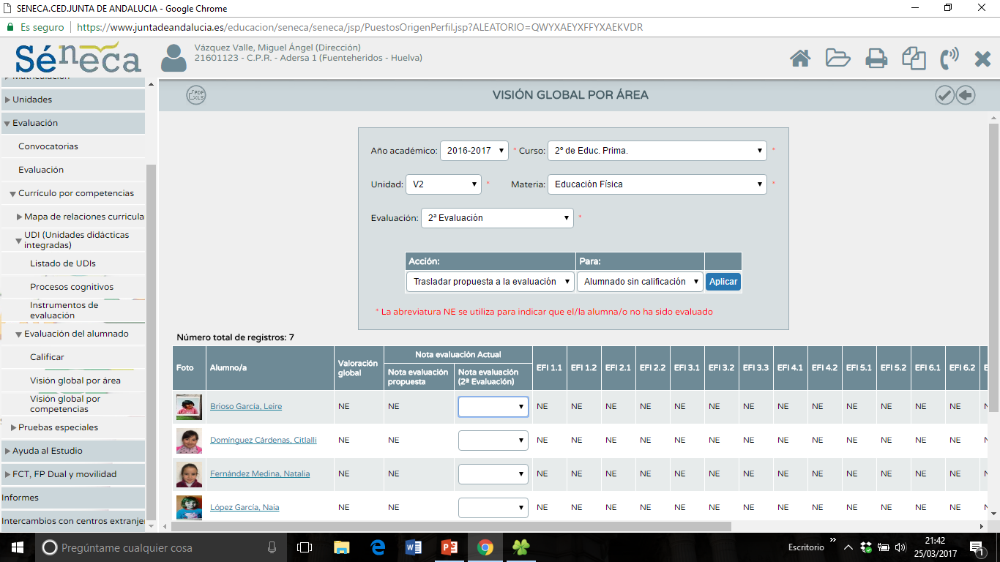 SENECA.CED.JUNTA DE ANDALUCIA - Google Chrome
Es seguro | https://www.juntadeandalucia.es/educacion/seneca/seneca/jsp/PuestosOrigenPerfil.jsp?ALEATORIO=QWYXAEYXFFYXAEKVDR
Séneca
Vázquez Valle, Miguel Ángel (Dirección)
21601123 - C.P.R. - Adersa 1 (Fuenteheridos - Huelva)
Matriculación
Unidades
Evaluación
Convocatorias
Evaluación
Currículo por competencias
Mapa de relaciones curricula
UDI (Unidades didácticas
integradas)
Listado de UDIs
Procesos cognitivos
Instrumentos de
evaluación
Evaluación del alumnado
Calificar
Visión global por área
Visión global por
competencias
Pruebas especiales
Ayuda al Estudio
FCT, FP Dual y movilidad
Informes
Intercambios con centros extranje
PDF
XLS
VISIÓN GLOBAL POR ÁREA
Año académico: 2016-2017 * Curso: 2º de Educ. Prima. *
Unidad: V2 * Materia: Educación Física *
Evaluación: 2ª Evaluación *
Acción: Para:
Trasladar propuesta a la evaluación Alumnado sin calificación Aplicar
* La abreviatura NE se utiliza para indicar que el/la alumna/o no ha sido evaluado
Número total de registros: 7
Foto Alumno/a Valoración global Nota evaluación Actual Nota evaluación propuesta Nota evaluación (2ª Evaluación) EFI 1.1 EFI 1.2 EFI 2.1 EFI 2.2 EFI 3.1 EFI 3.2 EFI 3.3 EFI 4.1 EFI 4.2 EFI 5.1 EFI 5.2 EFI 6.1 EFI 6.2 E
Brioso García, Leire NE NE NE NE NE NE NE NE NE NE NE NE NE NE NE
Domínguez Cárdenas, Citlalli NE NE NE NE NE NE NE NE NE NE NE NE NE NE NE
Fernández Medina, Natalia NE NE NE NE NE NE NE NE NE NE NE NE NE NE NE
López García, Naia NE NE NE NE NE NE NE NE NE NE NE NE NE NE NE
Pregúntame cualquier cosa
Escritorio
21:42
25/03/2017
1